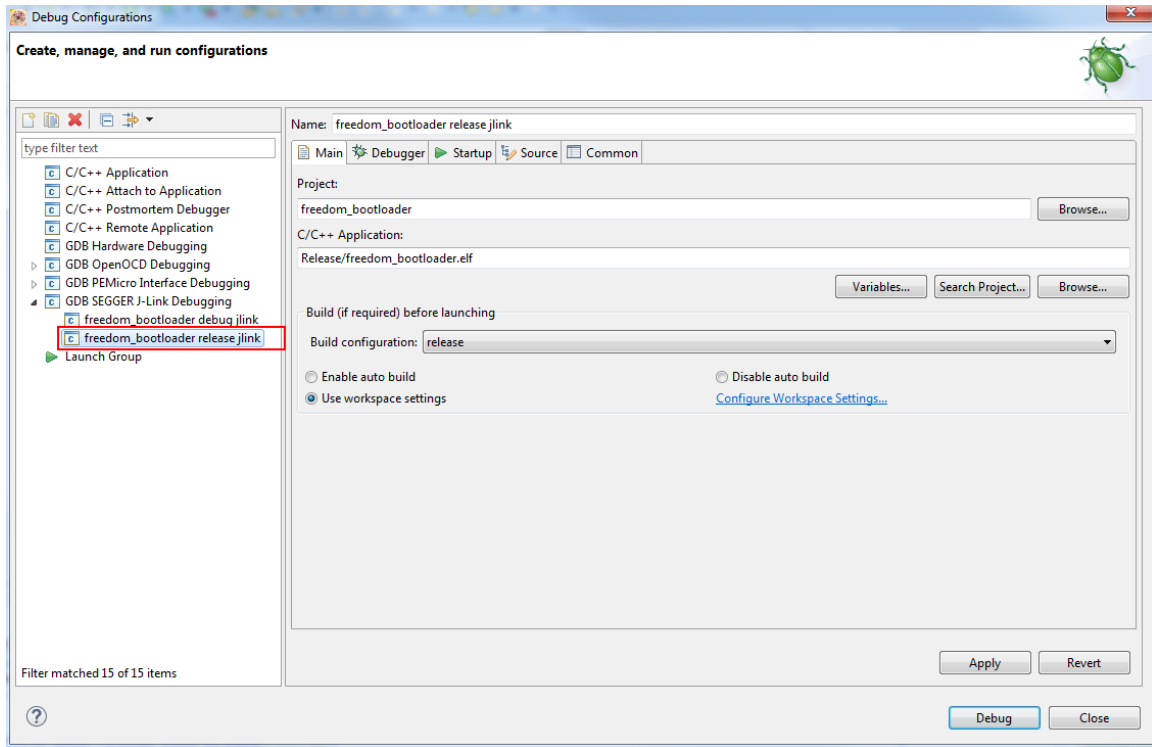 Debug Configurations
Create, manage, and run configurations
type filter text
C/C++ Application
C/C++ Attach to Application
C/C++ Postmortem Debugger
C/C++ Remote Application
GDB Hardware Debugging
GDB OpenOCD Debugging
GDB PEMicro Interface Debugging
GDB SEGGER J-Link Debugging
freedom_bootloader debug jlink
freedom_bootloader release jlink
Launch Group
Filter matched 15 of 15 items
Name: freedom_bootloader release jlink
Main Debugger Startup Source Common
Project:
freedom_bootloader Browse...
C/C++ Application:
Release/freedom_bootloader.elf
Variables... Search Project... Browse...
Build (if required) before launching
Build configuration: release
Enable auto build Disable auto build
Use workspace settings Configure Workspace Settings...
Apply Revert
Debug Close